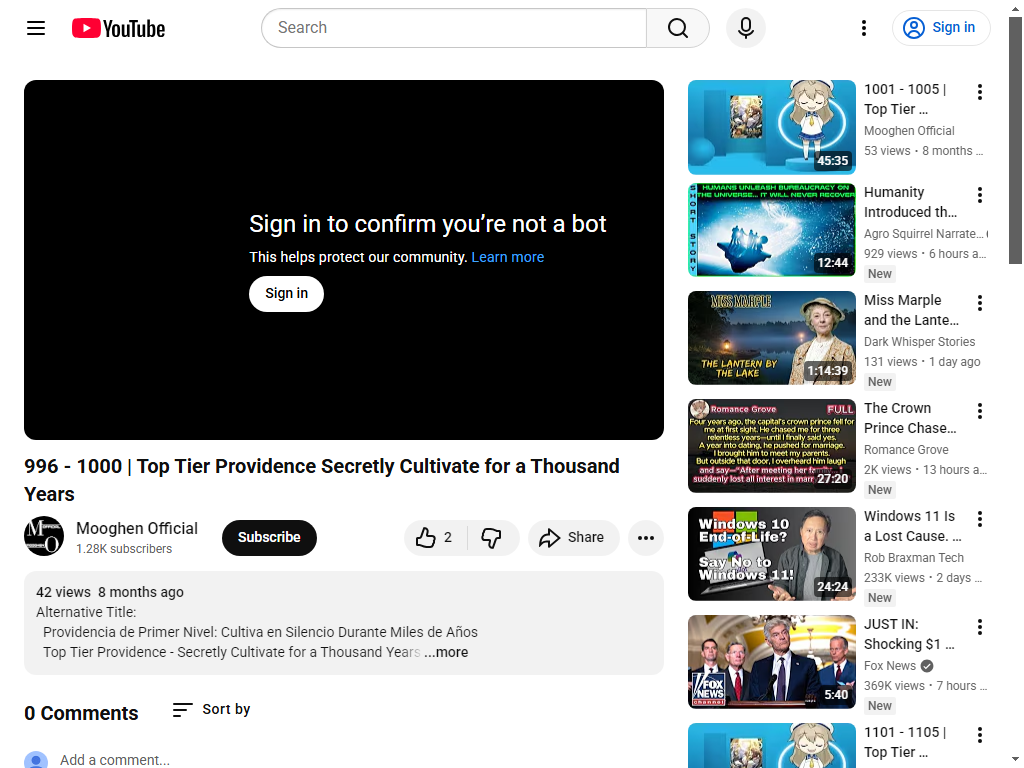 YouTube
Search
Sign in
Sign in to confirm you're not a bot
This helps protect our community. Learn more
Sign in
996 - 1000 | Top Tier Providence Secretly Cultivate for a Thousand
Years
Mooghen Official
1.28K subscribers
Subscribe
2
Share
42 views 8 months ago
Alternative Title:
Providencia de Primer Nivel: Cultiva en Silencio Durante Miles de Años
Top Tier Providence - Secretly Cultivate for a Thousand Years ...more
0 Comments
Sort by
Add a comment...
45:35
1001 - 1005 |
Top Tier ...
Mooghen Official
53 views • 8 months ...
HUMANS UNLEASH BUREAUCRACY ON
THE UNIVERSE... IT WILL NEVER RECOVER
SHORT STORY
12:44
Humanity
Introduced th...
Agro Squirrel Narrate...
929 views • 6 hours a...
New
MISS MARPLE
THE LANTERN BY
THE LAKE
1:14:39
Miss Marple
and the Lante...
Dark Whisper Stories
131 views • 1 day ago
New
Romance Grove FULL
Four years ago, the capital's crown prince fell for
me at first sight. He chased me for three
relentless years—until I finally said yes.
A year into dating, he pushed for marriage.
I brought him to meet my parents.
But outside that door, I overheard him laugh
and say—"After meeting her
suddenly lost all interest in
27:20
The Crown
Prince Chase...
Romance Grove
2K views • 13 hours a...
New
Windows 10
End-of-Life?
Say No to
Windows 11!
24:24
Windows 11 Is
a Lost Cause. ...
Rob Braxman Tech
233K views • 2 days ...
New
FOX
NEWS
channel
5:40
JUST IN:
Shocking $1 ...
Fox News
369K views • 7 hours ...
New
1101 - 1105 |
Top Tier ...